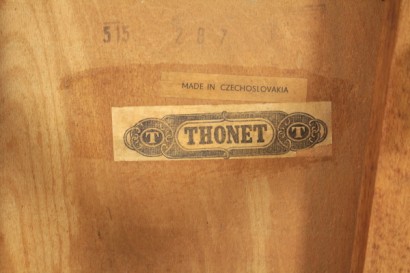 515 287
MADE IN CZECHOSLOVAKIA
T THONET T